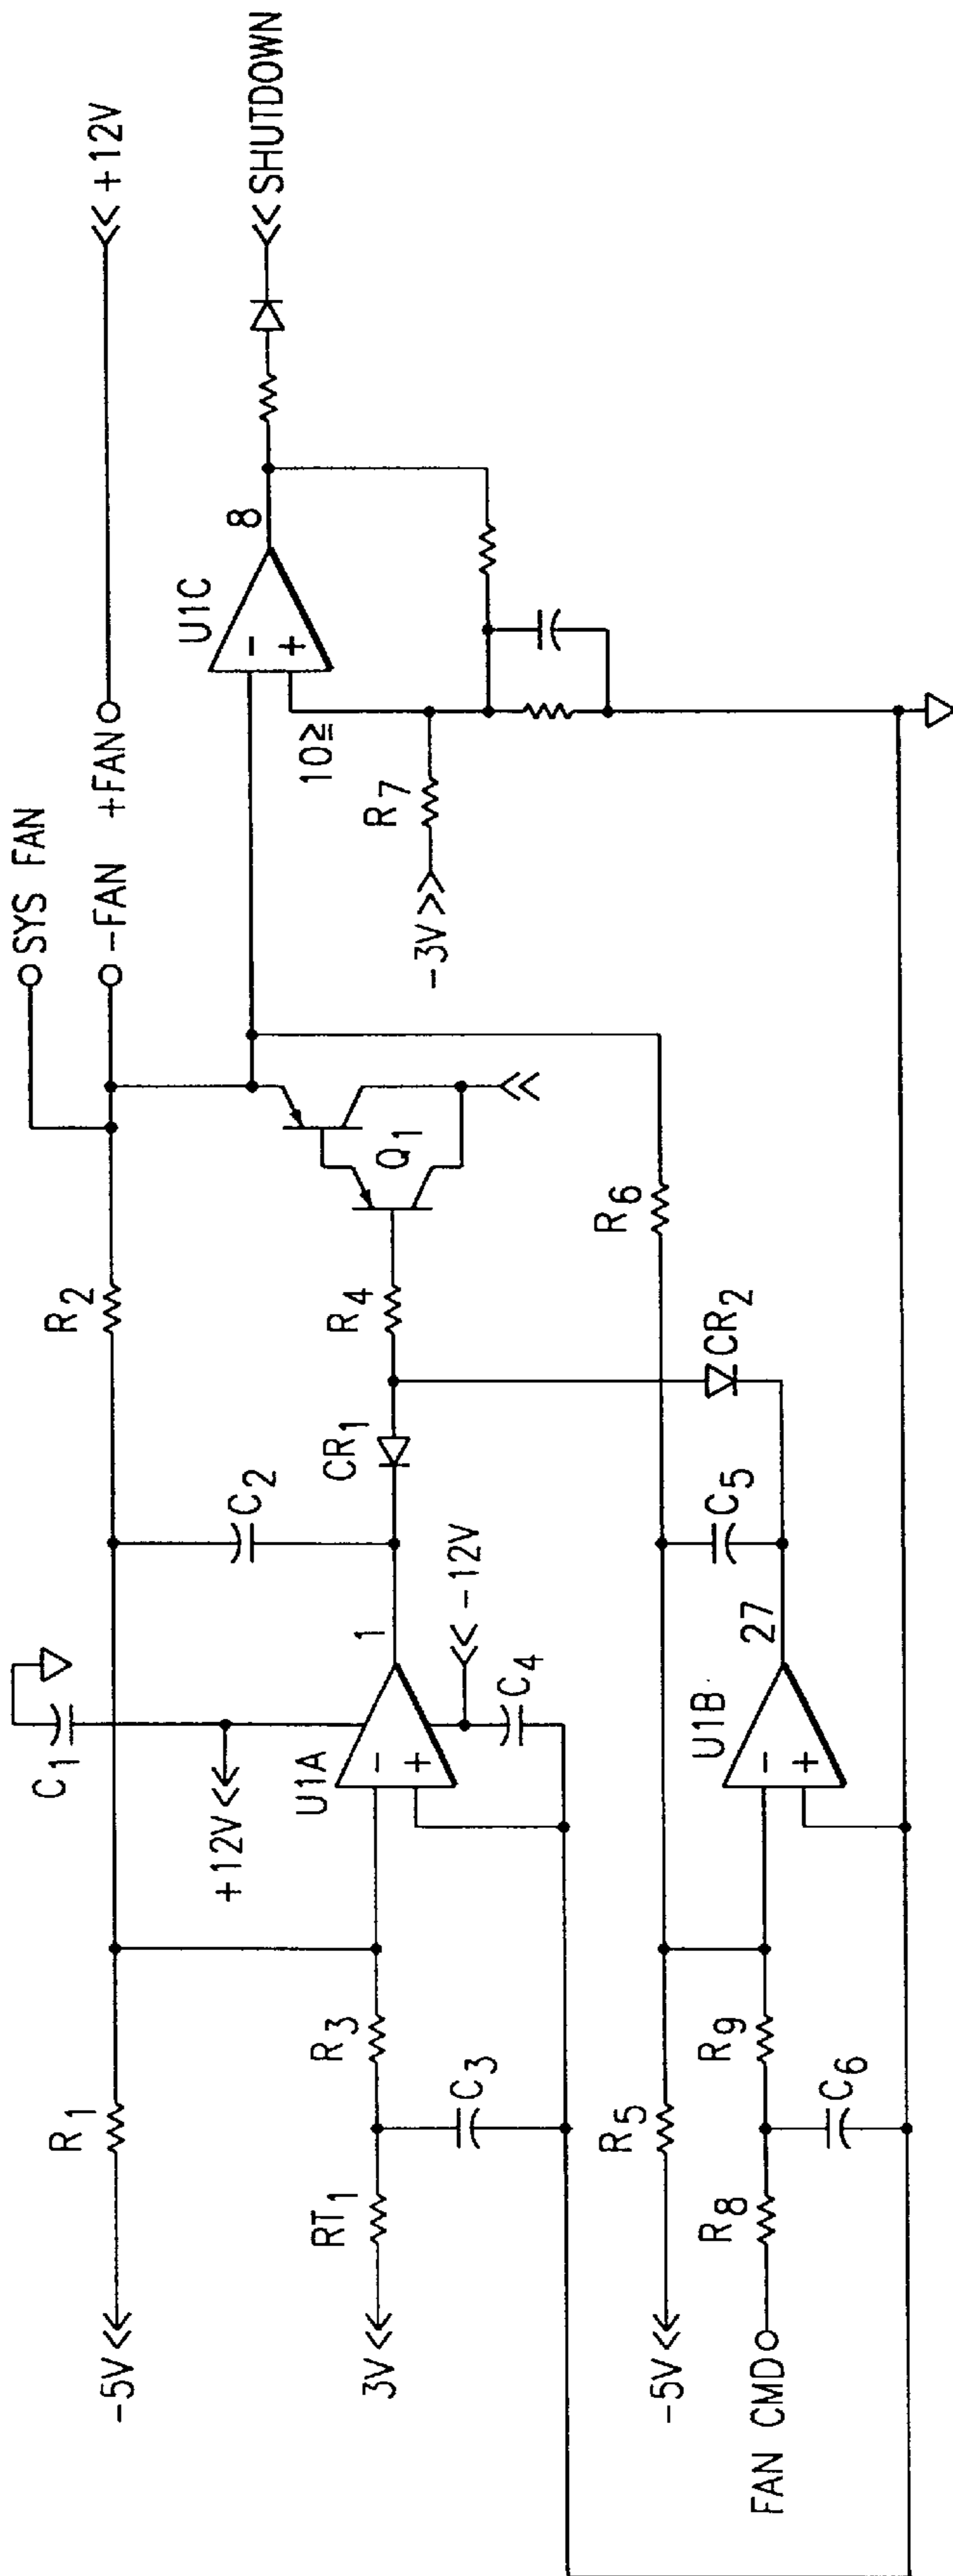 SYS FAN
-FAN +FAN
+12V
SHUTDOWN
R2
R1
-5V
C1
+12V
C2
U1C
8
-
+
10≥
R7
-3V
Q1
R4
CR1
1
U1A
-
+
-12V
C4
R3
RT1
3V
C3
R6
CR2
C5
27
U1B
-
+
R5
-5V
R9
R8
C6
FAN CMD